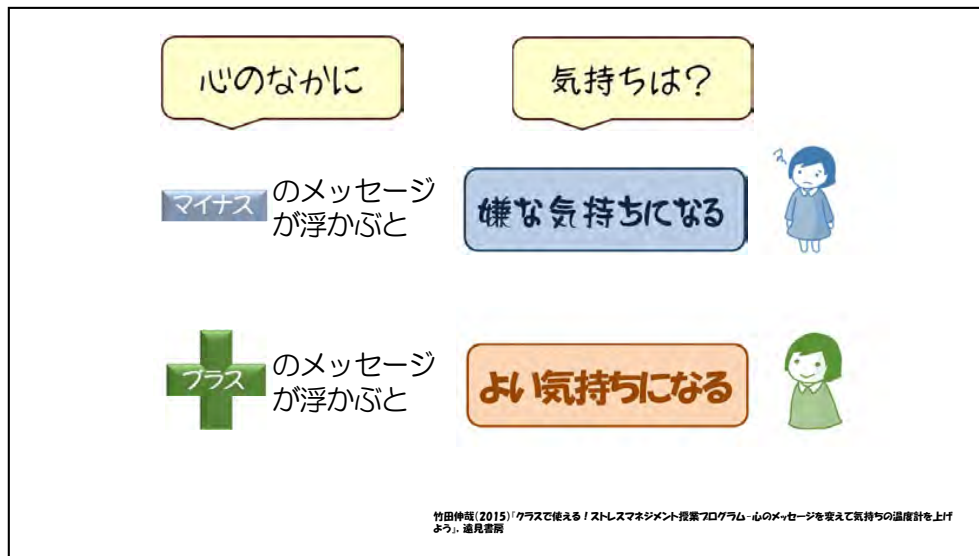 心のなかに
気持ちは？
マイナス のメッセージ
が浮かぶと
嫌な気持ちになる
プラス のメッセージ
が浮かぶと
よい気持ちになる
竹田伸哉(2015)「クラスで使える！ストレスマネジメント授業プログラム-心のメッセージを変えて気持ちの温度計を上げ
よう」，遠見書房